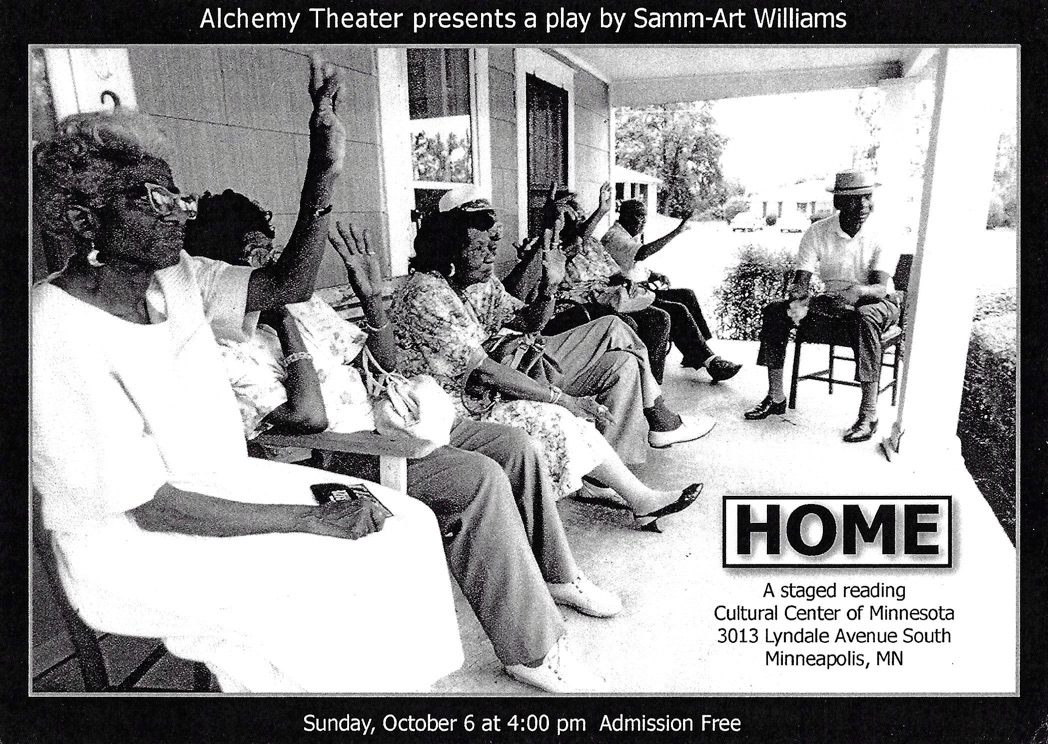 Alchemy Theater presents a play by Samm-Art Williams
HOME
A staged reading
Cultural Center of Minnesota
3013 Lyndale Avenue South
Minneapolis, MN
Sunday, October 6 at 4:00 pm Admission Free